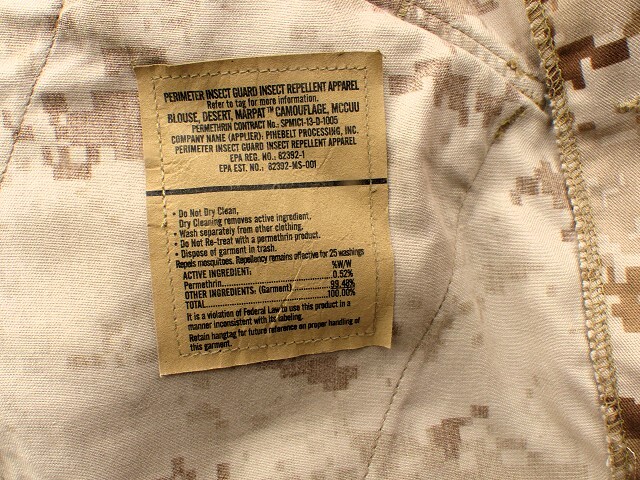 PERIMETER INSECT GUARD INSECT REPELLENT APPAREL
Refer to tag for more information.
BLOUSE, DESERT, MARPAT™ CAMOUFLAGE, MCCUU
PERMETHRIN CONTRACT No.: SPM1C1-13-D-1005
COMPANY NAME (APPLIER): PINEBELT PROCESSING, INC.
PERIMETER INSECT GUARD INSECT REPELLENT APPAREL
EPA REG. NO.: 82392-1
EPA EST. NO.: 82392-MS-001
• Do Not Dry Clean,
Dry Cleaning removes active ingredient.
• Wash separately from other clothing.
• Do Not Re-treat with a permethrin product.
• Dispose of garment in trash.
Repels mosquitoes. Repellency remains effective for 25 washings
ACTIVE INGREDIENT: %W/W
Permethrin 0.52%
OTHER INGREDIENTS, (Garment) 99.48%
TOTAL 100.00%
It is a violation of Federal Law to use this product in a
manner inconsistent with its labeling.
Retain hangtag for future reference on proper handling of
this garment.